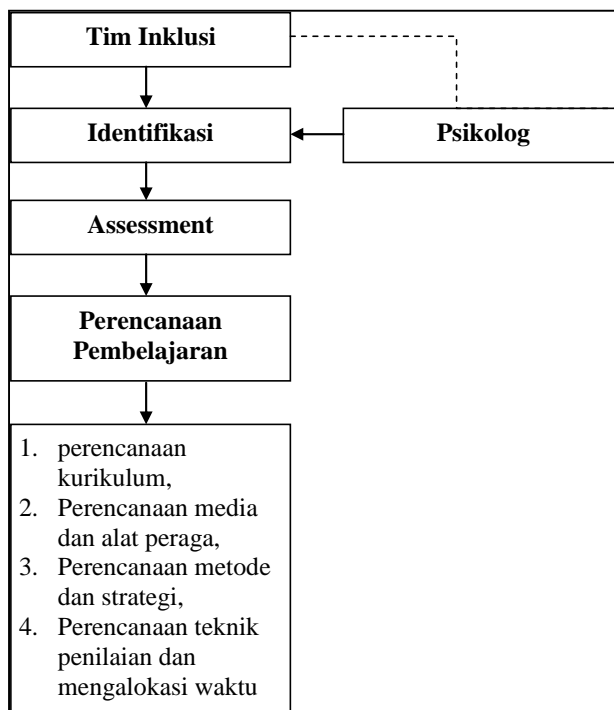 Tim Inklusi
Identifikasi
Psikolog
Assessment
Perencanaan
Pembelajaran
1. perencanaan
kurikulum,
2. Perencanaan media
dan alat peraga,
3. Perencanaan metode
dan strategi,
4. Perencanaan teknik
penilaian dan
mengalokasi waktu